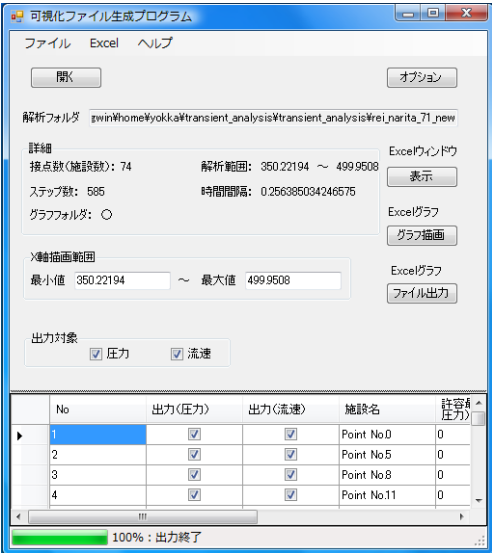 可視化ファイル生成プログラム
ファイル Excel ヘルプ
開く オプション
解析フォルダ gwin¥home¥yokka¥transient_analysis¥transient_analysis¥rei_narita_71_new
詳細
接点数(施設数): 74 解析範囲: 350.22194 ～ 499.9508
ステップ数: 585 時間間隔: 0.256385034246575
グラフフォルダ: ○
Excelウィンドウ
表示
Excelグラフ
グラフ描画
X軸描画範囲
最小値 350.22194 ～ 最大値 499.9508
Excelグラフ
ファイル出力
出力対象
圧力 流速
No 出力(圧力) 出力(流速) 施設名
1 Point No.0 0
2 Point No.5 0
3 Point No.8 0
4 Point No.11 0
100%：出力終了